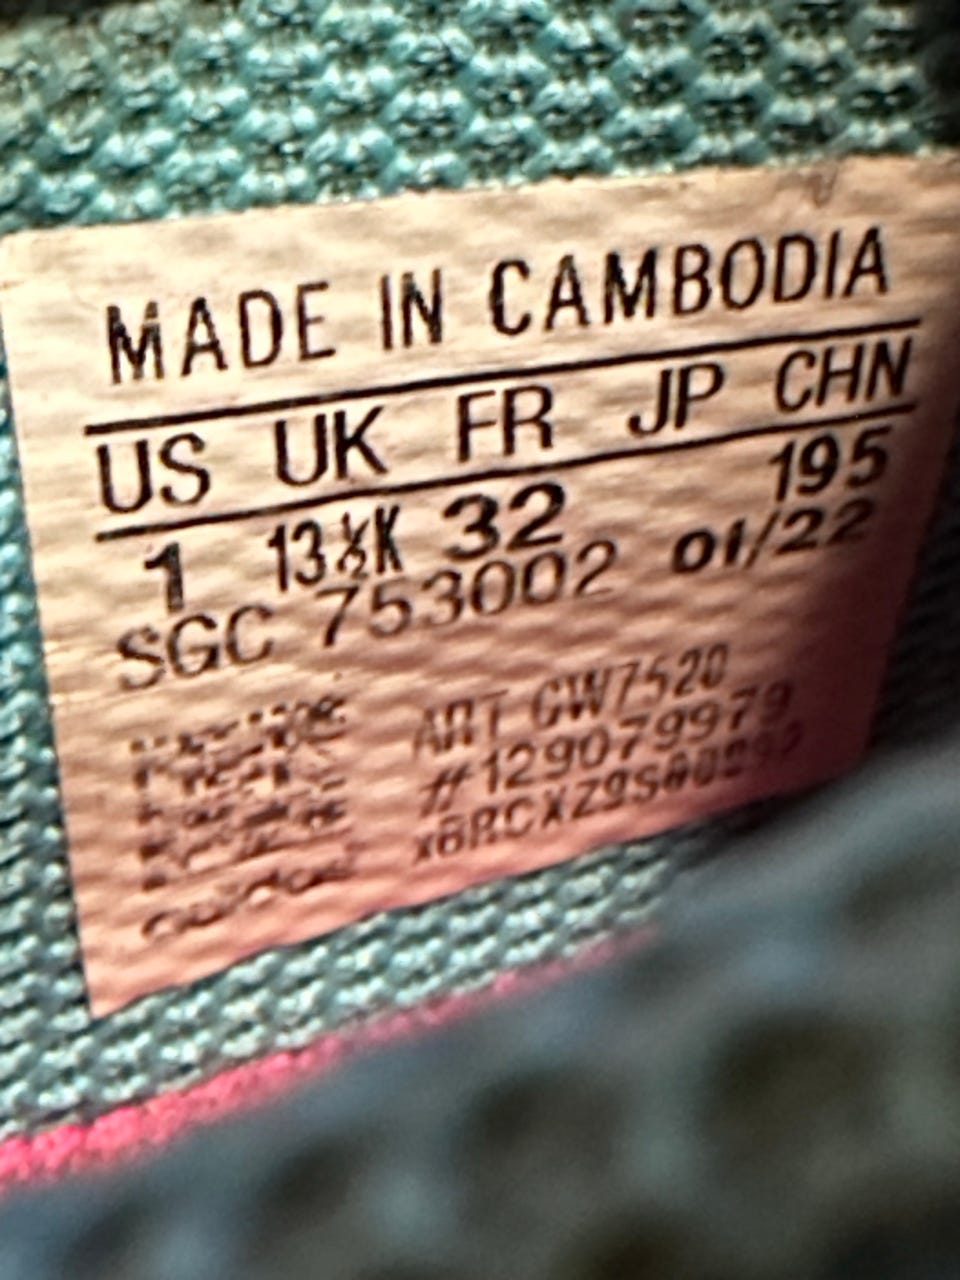 MADE IN CAMBODIA
US UK FR JP CHN
1 13½K 32 195
SGC 753002 01/22
ART GW7520
#129079979